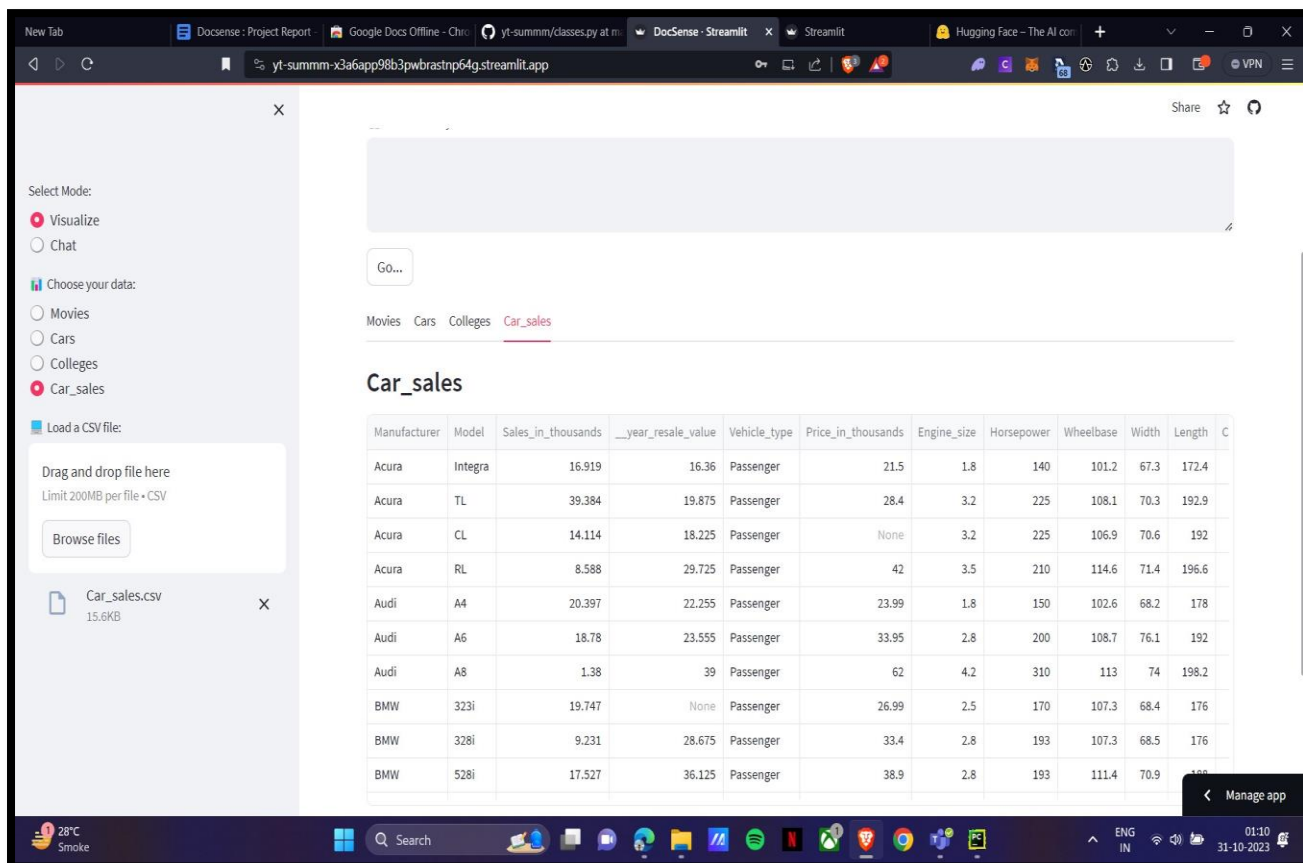 New Tab
Docsense : Project Report -
Google Docs Offline - Chro
yt-summm/classes.py at m
DocSense · Streamlit
Streamlit
Hugging Face – The AI com
yt-summm-x3a6app98b3pwbrastnp64g.streamlit.app
68
VPN
Share
Select Mode:
Visualize
Chat
Choose your data:
Movies
Cars
Colleges
Car_sales
Load a CSV file:
Drag and drop file here
Limit 200MB per file • CSV
Browse files
Car_sales.csv
15.6KB
Go...
Movies Cars Colleges Car_sales
Car_sales
Manufacturer Model Sales_in_thousands __year_resale_value Vehicle_type Price_in_thousands Engine_size Horsepower Wheelbase Width Length C
Acura Integra 16.919 16.36 Passenger 21.5 1.8 140 101.2 67.3 172.4
Acura TL 39.384 19.875 Passenger 28.4 3.2 225 108.1 70.3 192.9
Acura CL 14.114 18.225 Passenger None 3.2 225 106.9 70.6 192
Acura RL 8.588 29.725 Passenger 42 3.5 210 114.6 71.4 196.6
Audi A4 20.397 22.255 Passenger 23.99 1.8 150 102.6 68.2 178
Audi A6 18.78 23.555 Passenger 33.95 2.8 200 108.7 76.1 192
Audi A8 1.38 39 Passenger 62 4.2 310 113 74 198.2
BMW 323i 19.747 None Passenger 26.99 2.5 170 107.3 68.4 176
BMW 328i 9.231 28.675 Passenger 33.4 2.8 193 107.3 68.5 176
BMW 528i 17.527 36.125 Passenger 38.9 2.8 193 111.4 70.9
Manage app
28°C
Smoke
Search
ENG
IN
01:10
31-10-2023